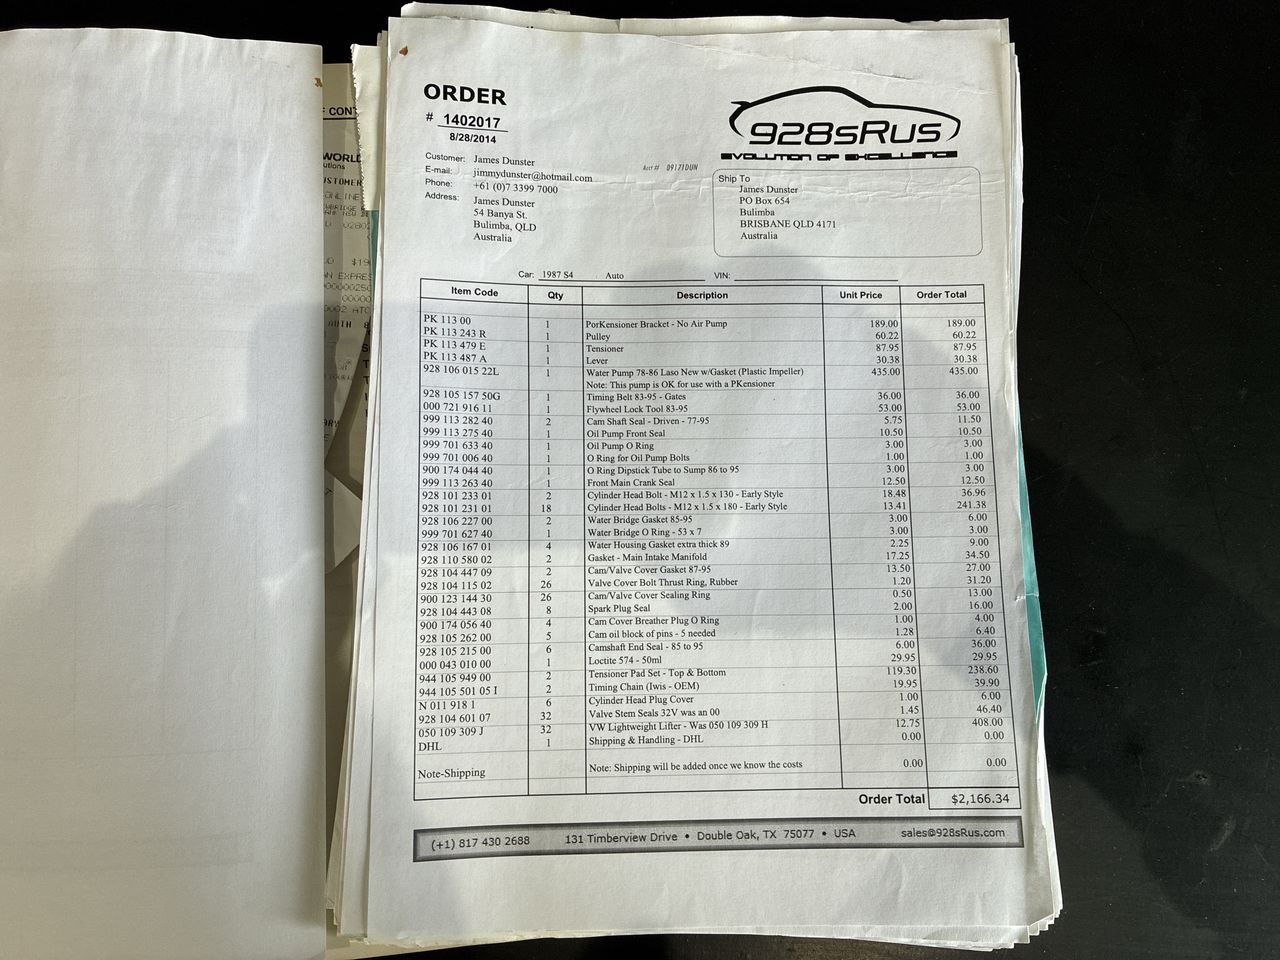 ORDER
# 1402017
8/28/2014
928sRus
EVOLUTION OF EXCELLENCE
Customer: James Dunster
E-mail: jimmydunster@hotmail.com
Phone: +61 (0)7 3399 7000
Address: James Dunster
54 Banya St.
Bulimba, QLD
Australia
Acct # 09171DUN
Ship To
James Dunster
PO Box 654
Bulimba
BRISBANE QLD 4171
Australia
Car: 1987 S4 Auto VIN:
Item Code Qty Description Unit Price Order Total
PK 113 00 1 PorKensioner Bracket - No Air Pump 189.00 189.00
PK 113 243 R 1 Pulley 60.22 60.22
PK 113 479 E 1 Tensioner 87.95 87.95
PK 113 487 A 1 Lever 30.38 30.38
928 106 015 22L 1 Water Pump 78-86 Laso New w/Gasket (Plastic Impeller) 435.00 435.00
Note: This pump is OK for use with a PKensioner
928 105 157 50G 1 Timing Belt 83-95 - Gates 36.00 36.00
000 721 916 11 1 Flywheel Lock Tool 83-95 53.00 53.00
999 113 282 40 2 Cam Shaft Seal - Driven - 77-95 5.75 11.50
999 113 275 40 1 Oil Pump Front Seal 10.50 10.50
999 701 633 40 1 Oil Pump O Ring 3.00 3.00
999 701 006 40 1 O Ring for Oil Pump Bolts 1.00 1.00
900 174 044 40 1 O Ring Dipstick Tube to Sump 86 to 95 3.00 3.00
999 113 263 40 1 Front Main Crank Seal 12.50 12.50
928 101 233 01 2 Cylinder Head Bolt - M12 x 1.5 x 130 - Early Style 18.48 36.96
928 101 231 01 18 Cylinder Head Bolts - M12 x 1.5 x 180 - Early Style 13.41 241.38
928 106 227 00 2 Water Bridge Gasket 85-95 3.00 6.00
999 701 627 40 1 Water Bridge O Ring - 53 x 7 3.00 3.00
928 106 167 01 4 Water Housing Gasket extra thick 89 2.25 9.00
928 110 580 02 2 Gasket - Main Intake Manifold 17.25 34.50
928 104 447 09 2 Cam/Valve Cover Gasket 87-95 13.50 27.00
928 104 115 02 26 Valve Cover Bolt Thrust Ring, Rubber 1.20 31.20
900 123 144 30 26 Cam/Valve Cover Sealing Ring 0.50 13.00
928 104 443 08 8 Spark Plug Seal 2.00 16.00
900 174 056 40 4 Cam Cover Breather Plug O Ring 1.00 4.00
928 105 262 00 5 Cam oil block of pins - 5 needed 1.28 6.40
928 105 215 00 6 Camshaft End Seal - 85 to 95 6.00 36.00
000 043 010 00 1 Loctite 574 - 50ml 29.95 29.95
944 105 949 00 2 Tensioner Pad Set - Top & Bottom 119.30 238.60
944 105 501 05 I 2 Timing Chain (Iwis - OEM) 19.95 39.90
N 011 918 1 6 Cylinder Head Plug Cover 1.00 6.00
928 104 601 07 32 Valve Stem Seals 32V was an 00 1.45 46.40
050 109 309 J 32 VW Lightweight Lifter - Was 050 109 309 H 12.75 408.00
DHL 1 Shipping & Handling - DHL 0.00 0.00
Note-Shipping Note: Shipping will be added once we know the costs 0.00 0.00
Order Total $2,166.34
(+1) 817 430 2688 131 Timberview Drive • Double Oak, TX 75077 • USA sales@928sRus.com